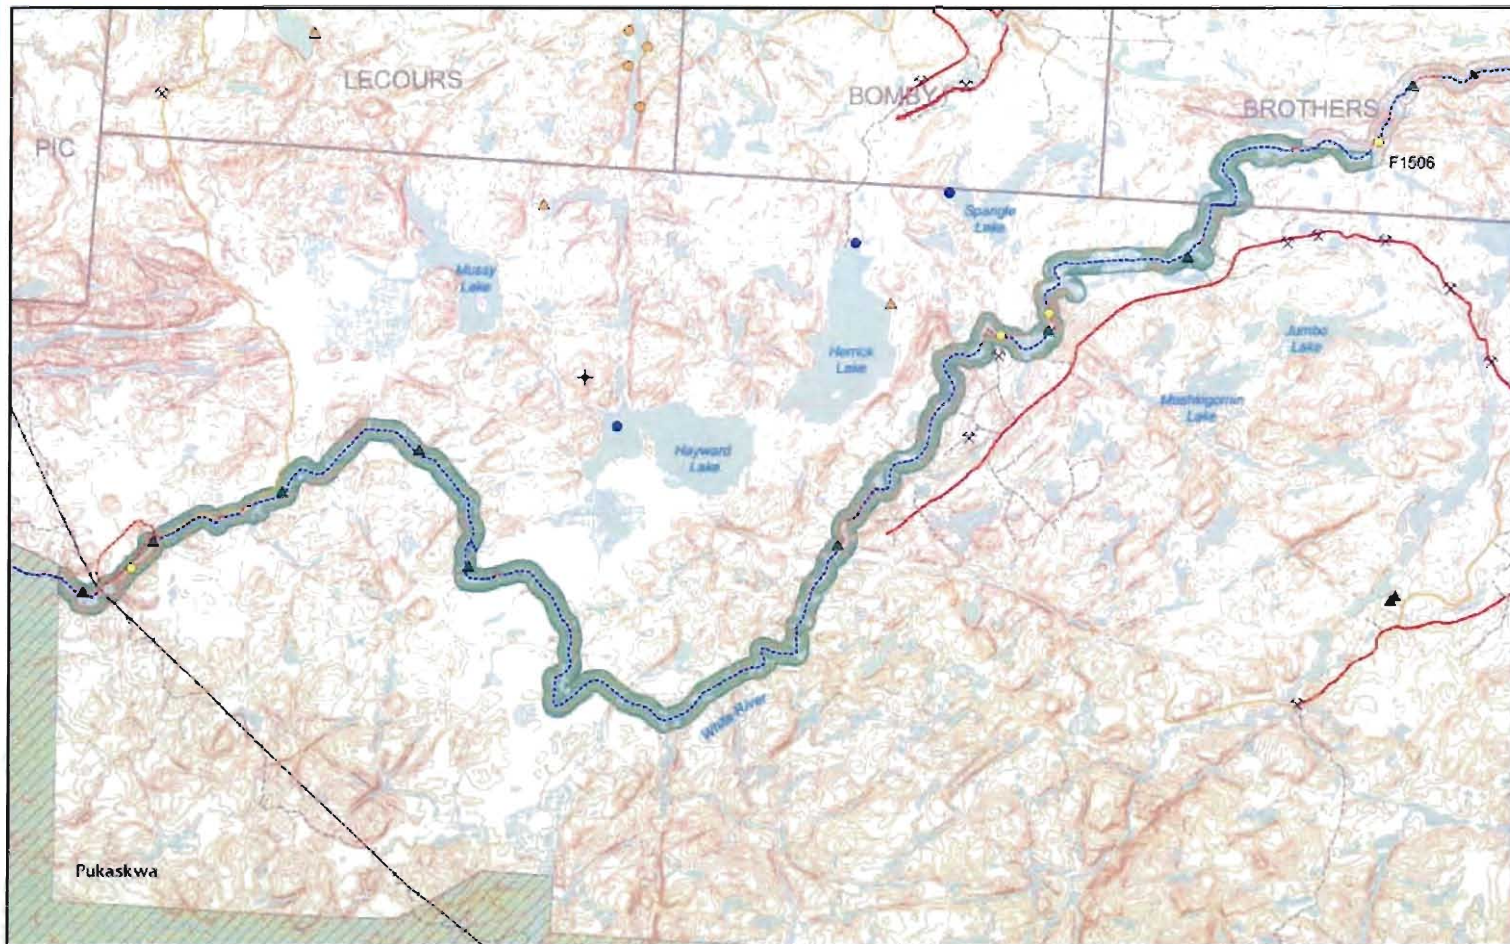 LECOURS
BOMBY
BROTHERS
PIC
F1506
Spangle
Lake
Mussy
Lake
Herrick
Lake
Jumbo
Lake
Lake
Hayward
Lake
White River
Pukaskwa